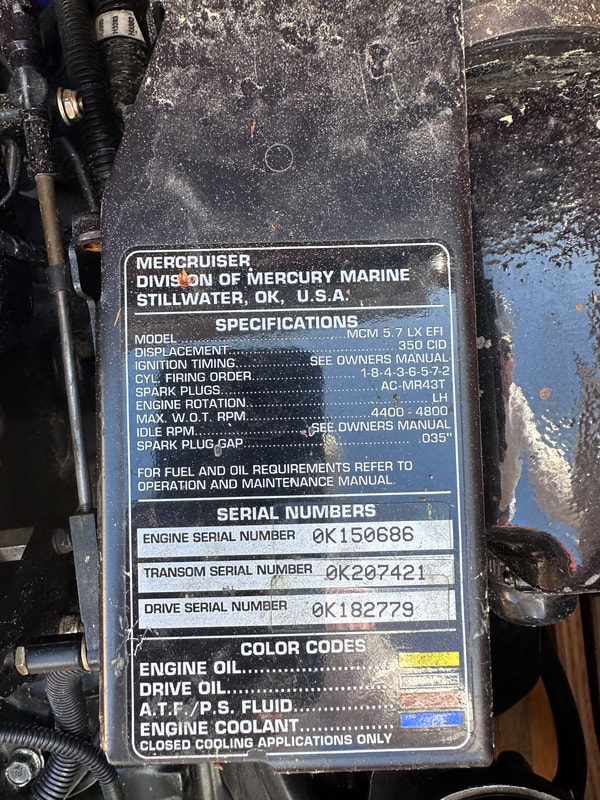 MERCRUISER
DIVISION OF MERCURY MARINE
STILLWATER, OK, U.S.A.
SPECIFICATIONS
MODEL..............................MCM 5.7 LX EFI
DISPLACEMENT..............................350 CID
IGNITION TIMING...............SEE OWNERS MANUAL
CYL. FIRING ORDER....................1-8-4-3-6-5-7-2
SPARK PLUGS..............................AC-MR43T
ENGINE ROTATION..............................LH
MAX. W.O.T. RPM....................4400 - 4800
IDLE RPM..............................SEE OWNERS MANUAL
SPARK PLUG GAP..............................035"
FOR FUEL AND OIL REQUIREMENTS REFER TO
OPERATION AND MAINTENANCE MANUAL.
SERIAL NUMBERS
ENGINE SERIAL NUMBER 0K150686
TRANSOM SERIAL NUMBER 0K207421
DRIVE SERIAL NUMBER 0K182779
COLOR CODES
ENGINE OIL..............................
DRIVE OIL..............................
A.T.F./P.S. FLUID....................
ENGINE COOLANT....................
CLOSED COOLING APPLICATIONS ONLY